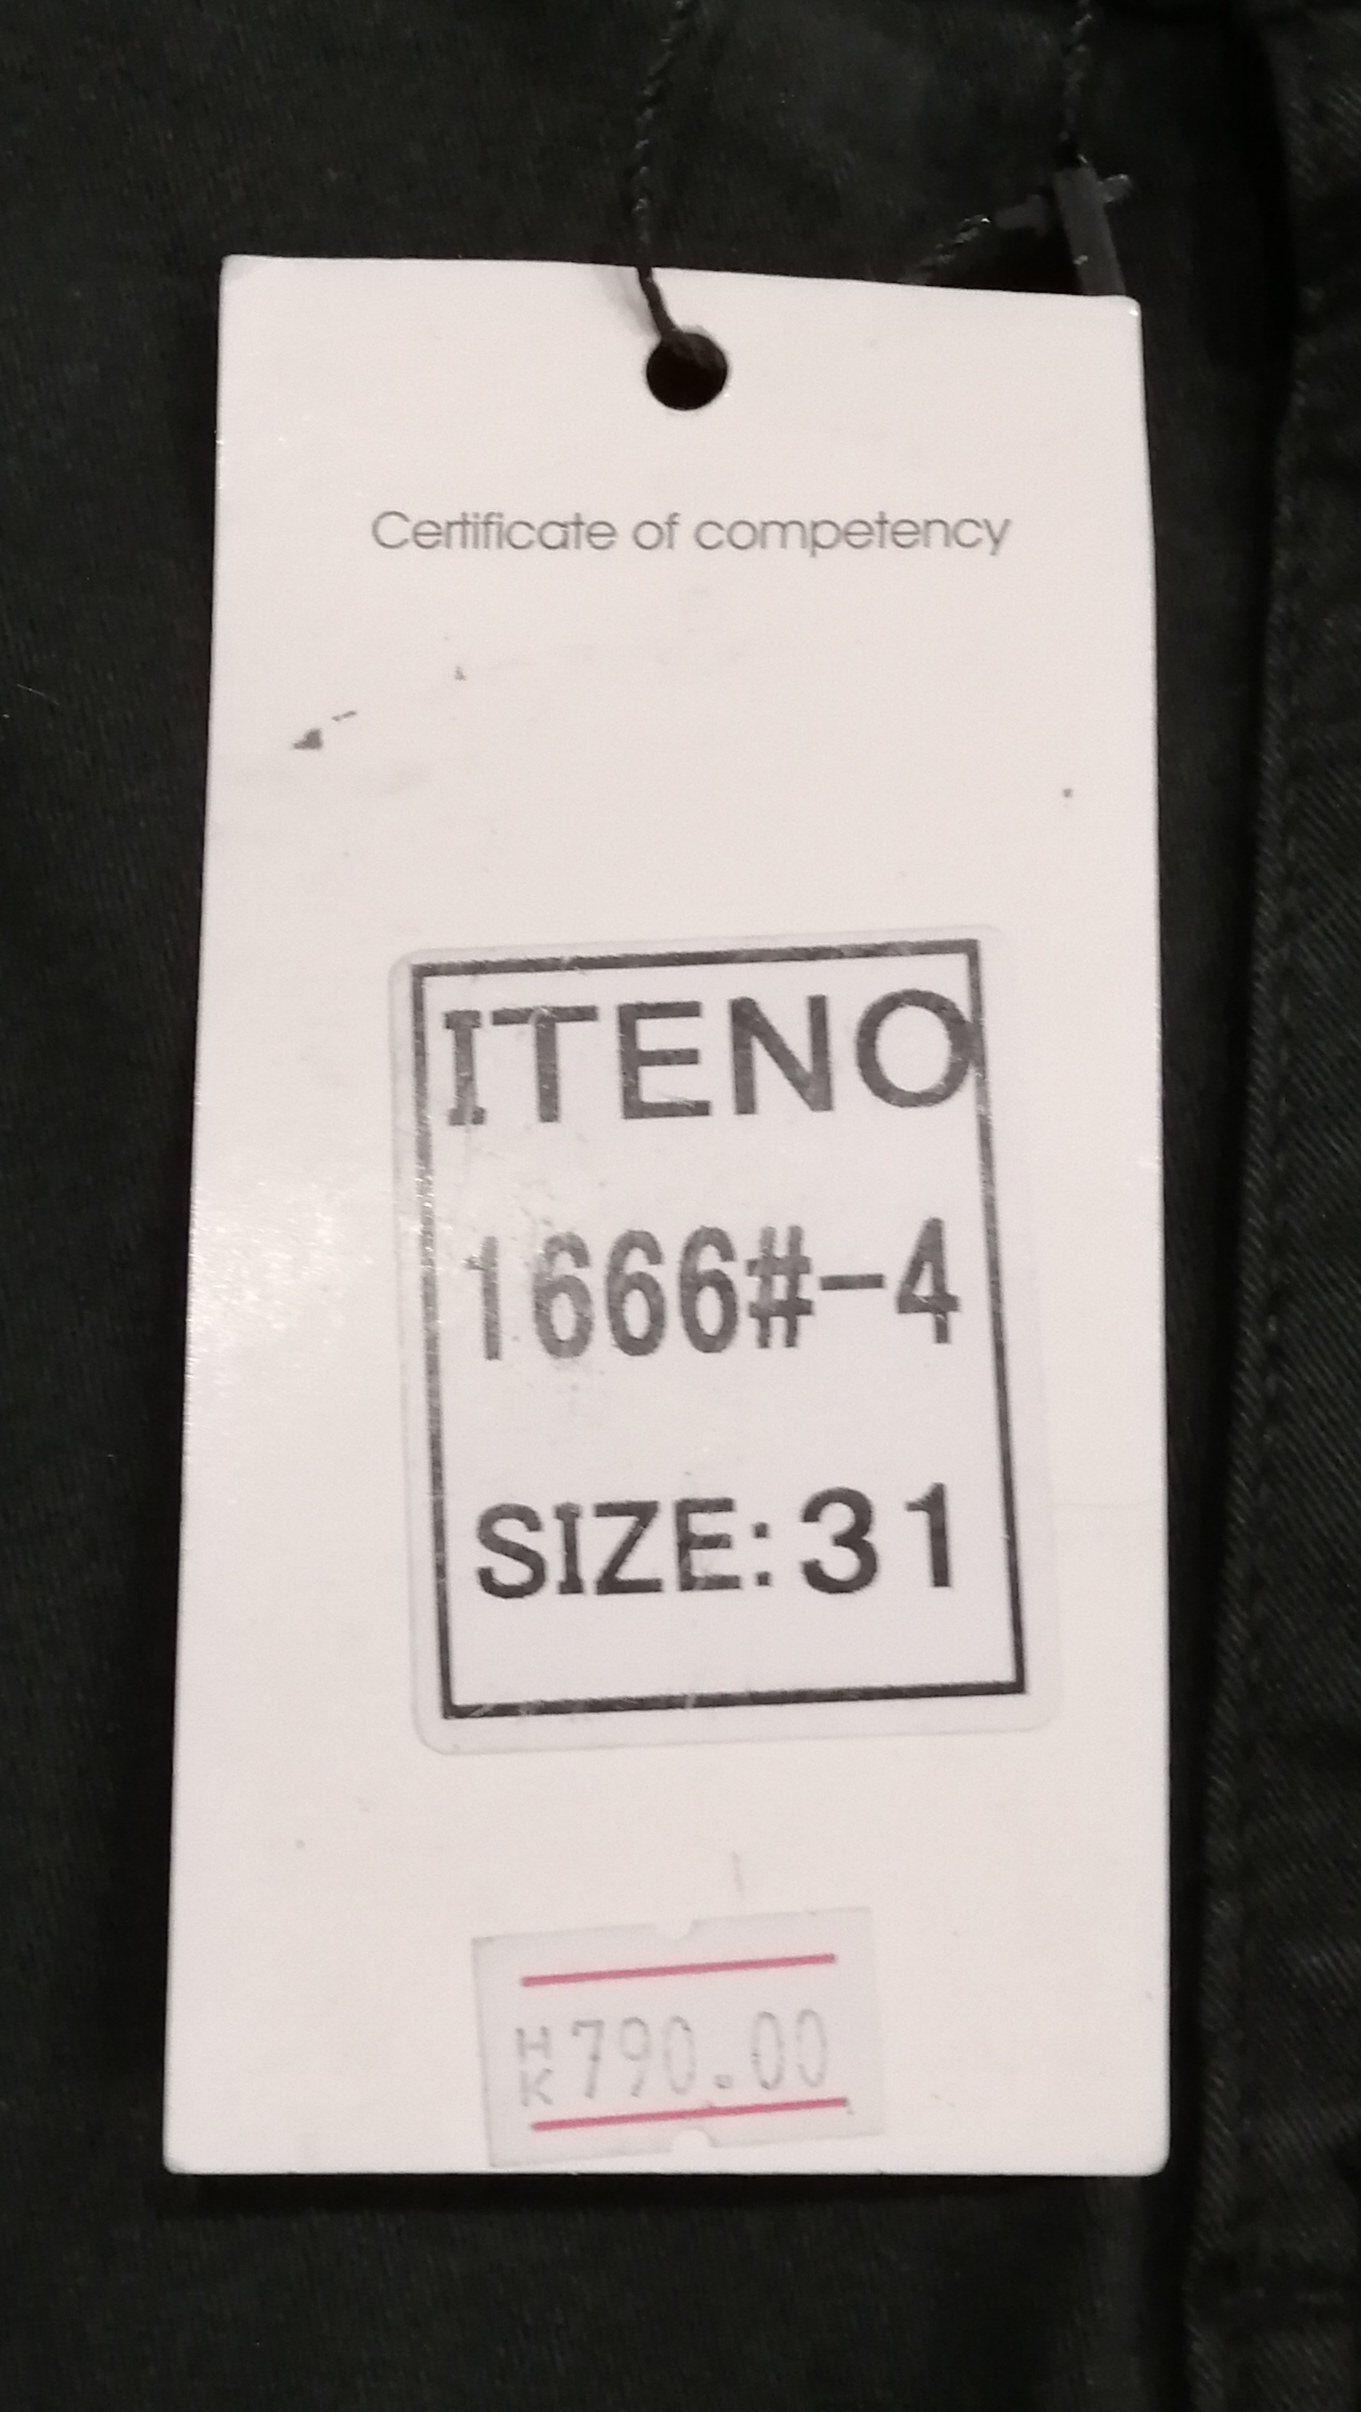 Certificate of competency
ITENO
1666#-4
SIZE:31
HK790.00